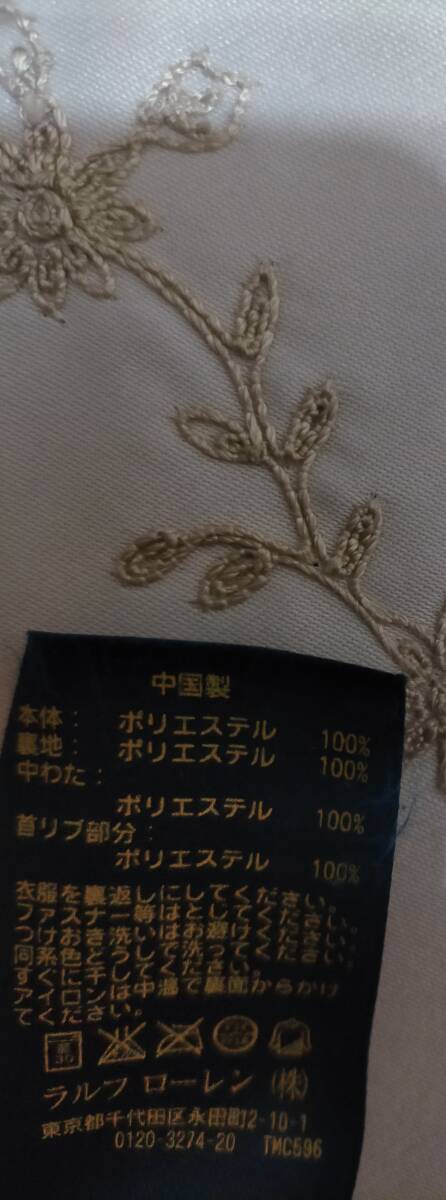 中国製
本体： ポリエステル 100%
裏地： ポリエステル 100%
中わた：
ポリエステル 100%
首リブ部分：
ポリエステル 100%
衣服を裏返しにしてください。
ファスナー等はとしてください。
つけおき洗いはお避けください。
同系色どうしで洗ってください。
すぐに干してください。
アイロンは中温で裏面からかけ
てください。
ラルフ ローレン (株)
東京都千代田区永田町2-10-1
0120-3274-20 TMC596